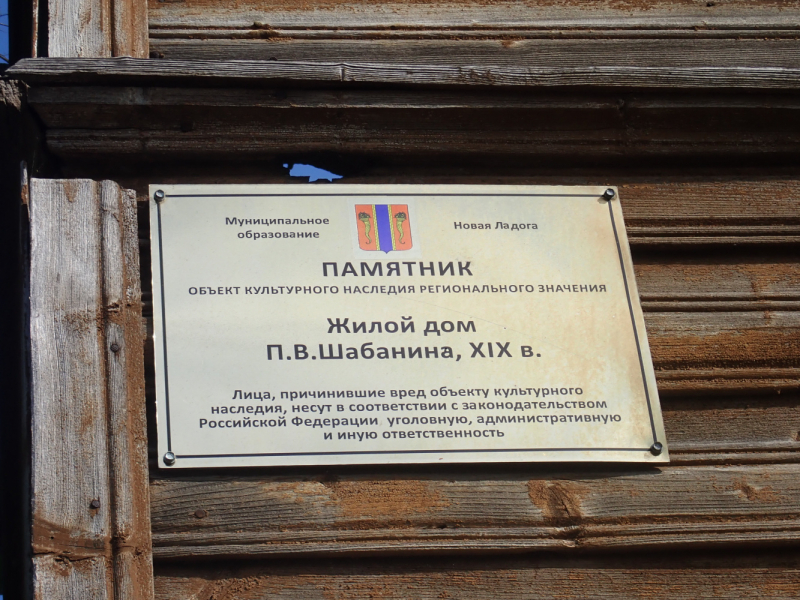 Муниципальное
образование
Новая Ладога
ПАМЯТНИК
ОБЪЕКТ КУЛЬТУРНОГО НАСЛЕДИЯ РЕГИОНАЛЬНОГО ЗНАЧЕНИЯ
Жилой дом
П.В.Шабанина, XIX в.
Лица, причинившие вред объекту культурного
наследия, несут в соответствии с законодательством
Российской Федерации уголовную, административную
и иную ответственность